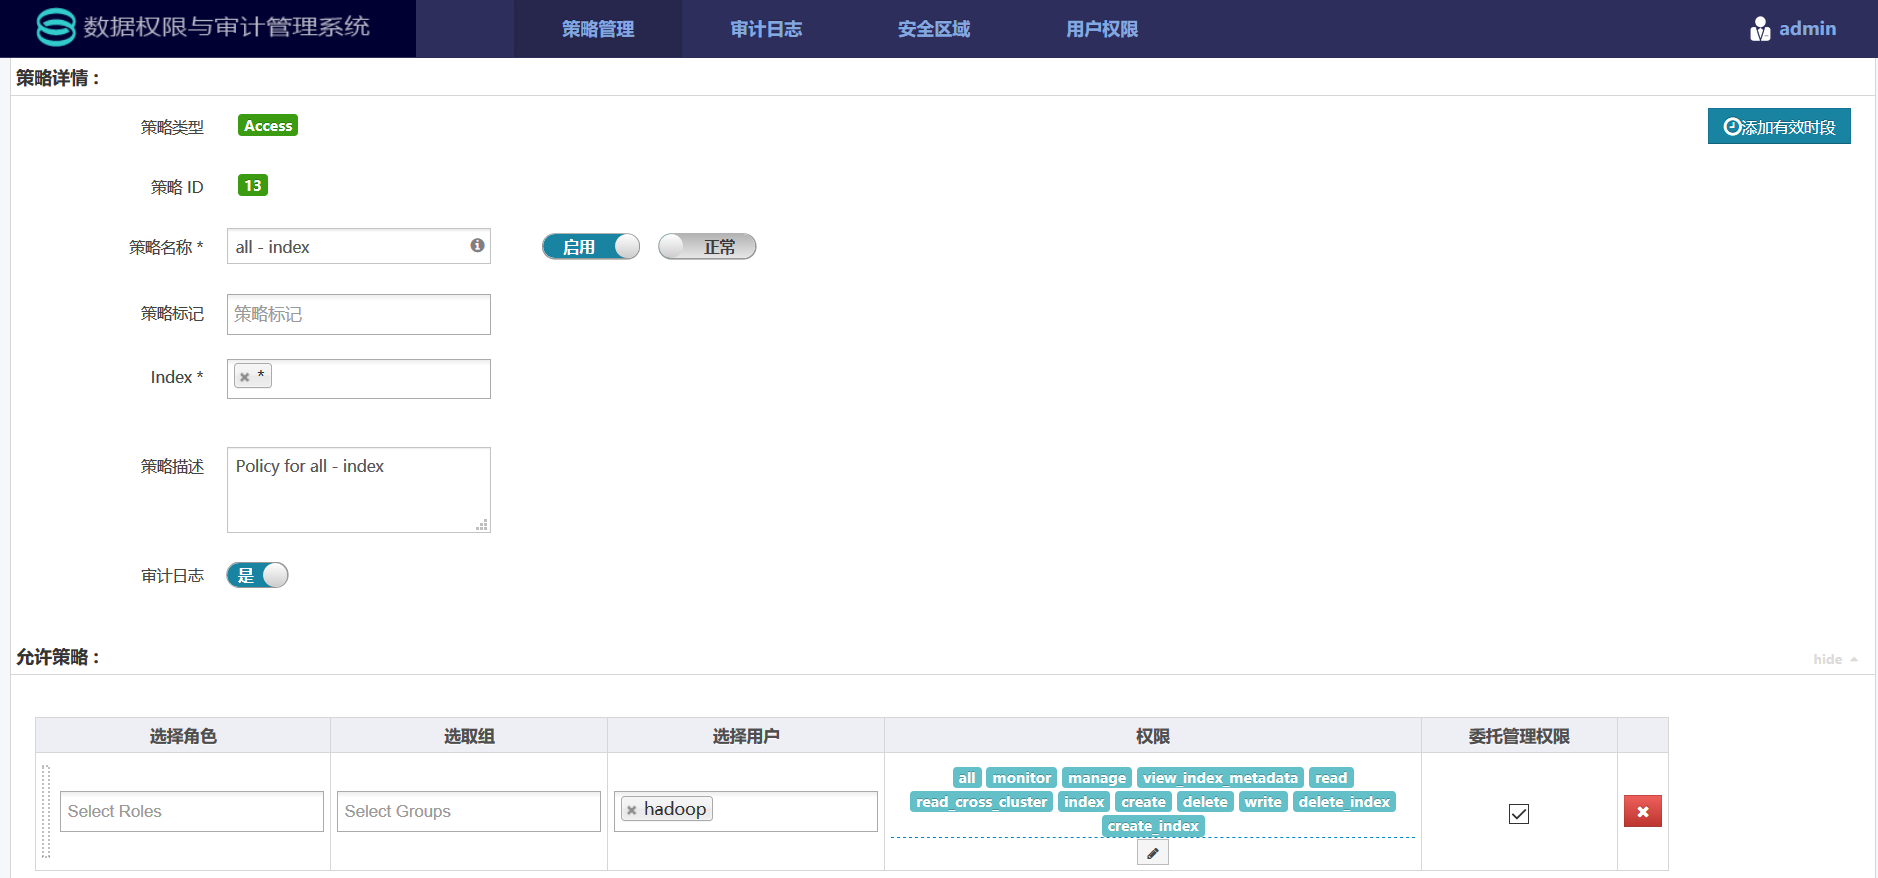 数据权限与审计管理系统 策略管理 审计日志 安全区域 用户权限 admin
策略详情：
策略类型 Access 添加有效时段
策略 ID 13
策略名称 * all - index 启用 正常
策略标记 策略标记
Index * × *
策略描述 Policy for all - index
审计日志 是
允许策略： hide
选择角色 选取组 选择用户 权限 委托管理权限
all monitor manage view_index_metadata read
Select Roles Select Groups × hadoop read_cross_cluster index create delete write delete_index
create_index